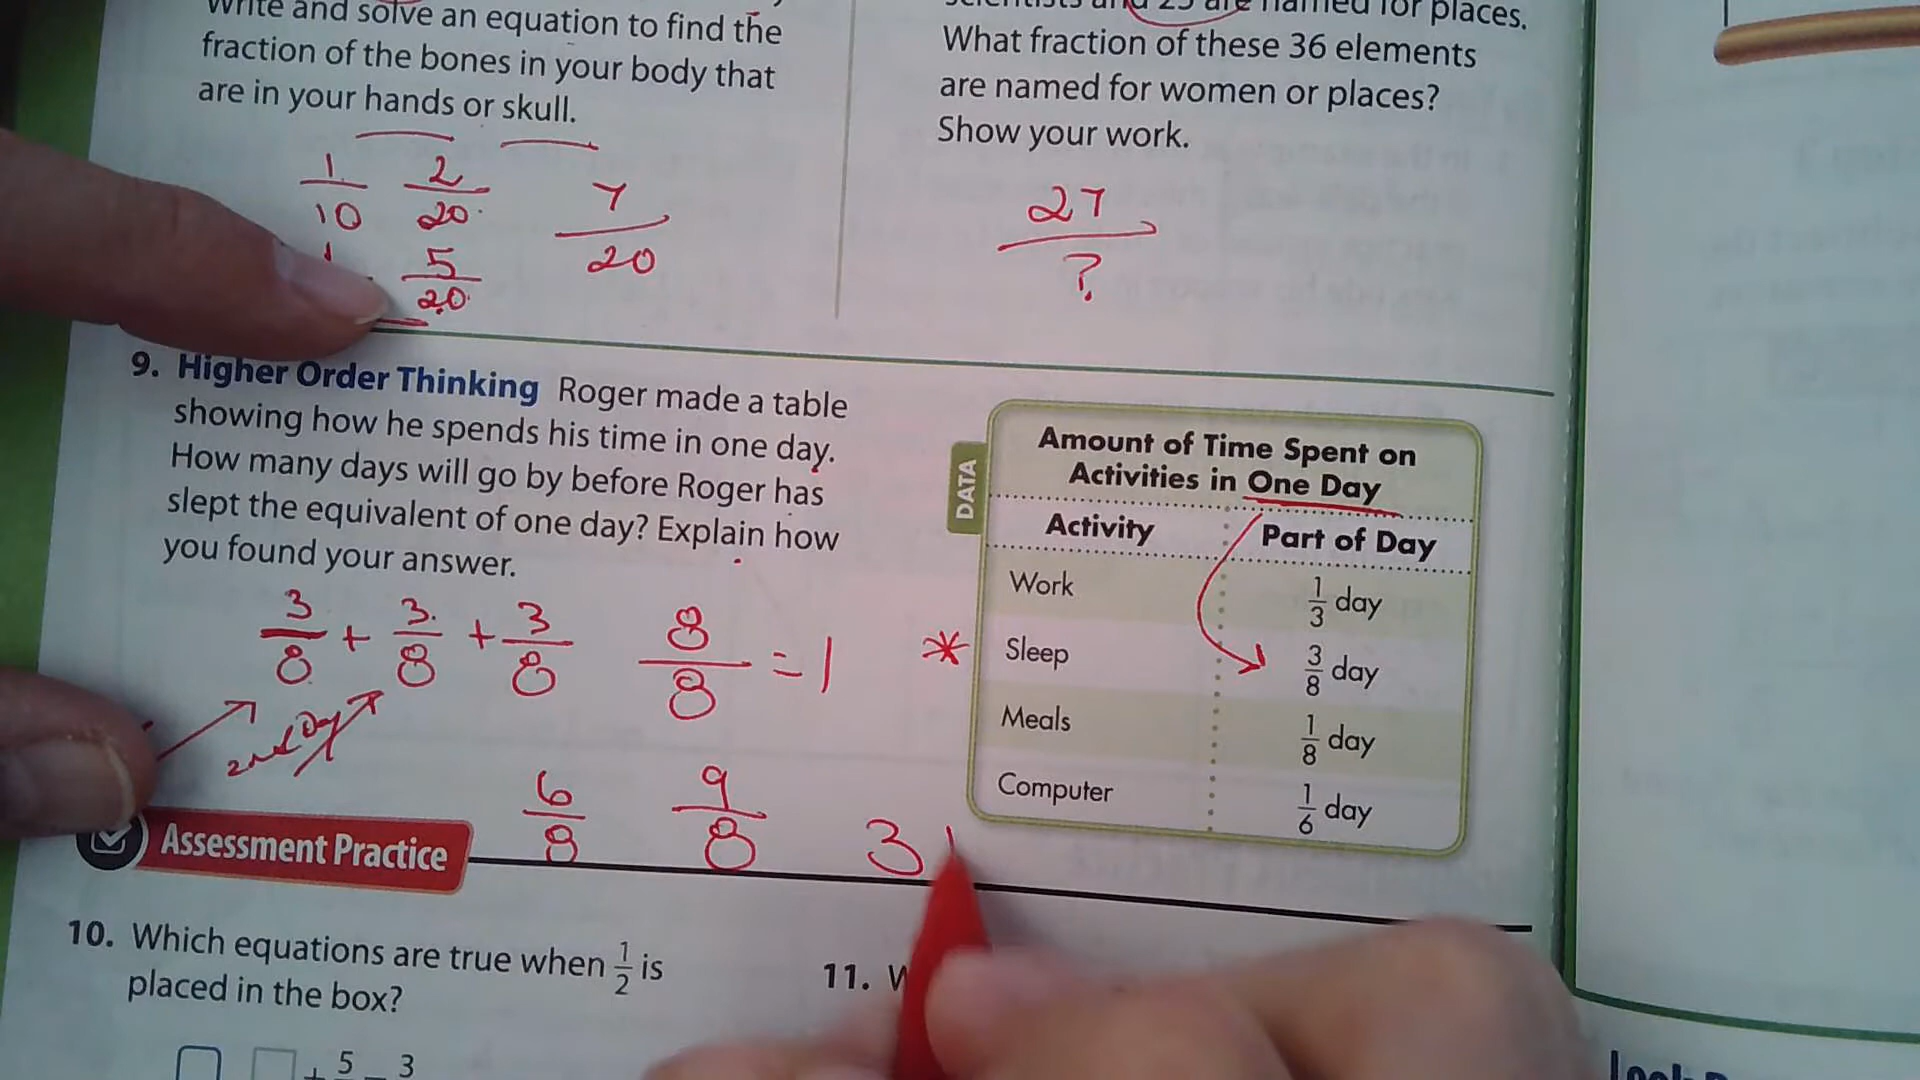 Write and solve an equation to find the
fraction of the bones in your body that
are in your hands or skull.
1/10 2/20 7/20
5/20
are named for places.
What fraction of these 36 elements
are named for women or places?
Show your work.
27/?
9. Higher Order Thinking Roger made a table
showing how he spends his time in one day.
How many days will go by before Roger has
slept the equivalent of one day? Explain how
you found your answer.
3/8 + 3/8 + 3/8 8/8 = 1
2nd Day
6/8 9/8 3
*
DATA
Amount of Time Spent on
Activities in One Day
Activity Part of Day
Work 1/3 day
Sleep 3/8 day
Meals 1/8 day
Computer 1/6 day
Assessment Practice
10. Which equations are true when 1/2 is
placed in the box?
11.